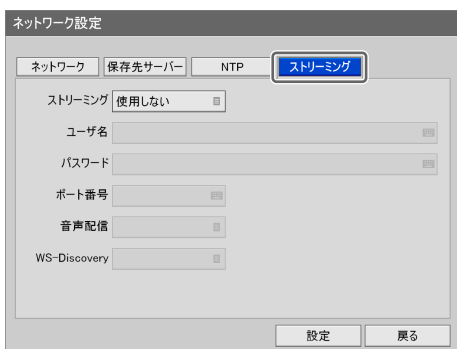 ネットワーク設定
ネットワーク 保存先サーバー NTP ストリーミング
ストリーミング 使用しない
ユーザ名
パスワード
ポート番号
音声配信
WS-Discovery
設定 戻る